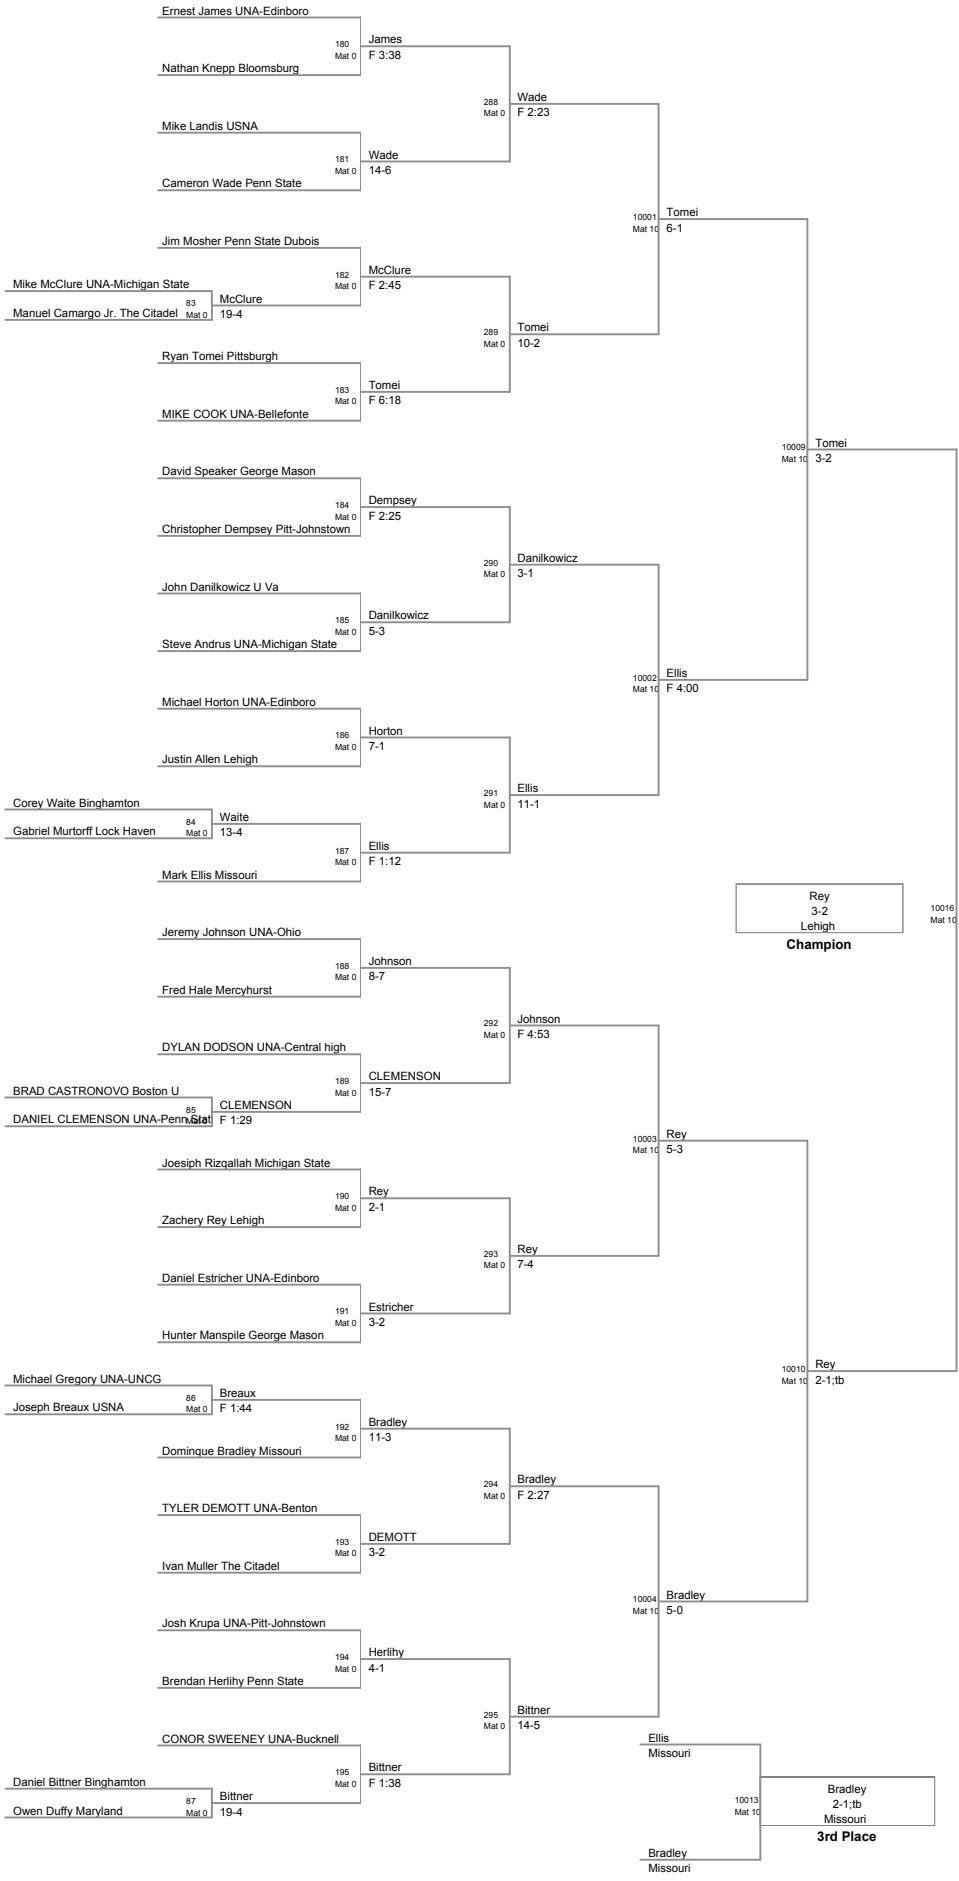 Ernest James UNA-Edinboro
180
Mat 0
James
F 3:38
Nathan Knepp Bloomsburg
288
Mat 0
Wade
F 2:23
Mike Landis USNA
181
Mat 0
Wade
14-6
Cameron Wade Penn State
10001
Mat 10
Tomei
6-1
Jim Mosher Penn State Dubois
182
Mat 0
McClure
F 2:45
Mike McClure UNA-Michigan State
83
Mat 0
McClure
19-4
Manuel Camargo Jr. The Citadel
289
Mat 0
Tomei
10-2
Ryan Tomei Pittsburgh
183
Mat 0
Tomei
F 6:18
MIKE COOK UNA-Bellefonte
10009
Mat 10
Tomei
3-2
David Speaker George Mason
184
Mat 0
Dempsey
F 2:25
Christopher Dempsey Pitt-Johnstown
290
Mat 0
Danilkowicz
3-1
John Danilkowicz U Va
185
Mat 0
Danilkowicz
5-3
Steve Andrus UNA-Michigan State
10002
Mat 10
Ellis
F 4:00
Michael Horton UNA-Edinboro
186
Mat 0
Horton
7-1
Justin Allen Lehigh
291
Mat 0
Ellis
11-1
Corey Waite Binghamton
84
Mat 0
Waite
13-4
Gabriel Murtorff Lock Haven
187
Mat 0
Ellis
F 1:12
Mark Ellis Missouri
Rey
3-2
Lehigh
Champion
10016
Mat 10
Jeremy Johnson UNA-Ohio
188
Mat 0
Johnson
8-7
Fred Hale Mercyhurst
292
Mat 0
Johnson
F 4:53
DYLAN DODSON UNA-Central high
189
Mat 0
CLEMENSON
15-7
BRAD CASTRONOVO Boston U
85
Mat 0
CLEMENSON
F 1:29
DANIEL CLEMENSON UNA-Penn Stat
10003
Mat 10
Rey
5-3
Joesiph Rizqallah Michigan State
190
Mat 0
Rey
2-1
Zachery Rey Lehigh
293
Mat 0
Rey
7-4
Daniel Estricher UNA-Edinboro
191
Mat 0
Estricher
3-2
Hunter Manspile George Mason
10010
Mat 10
Rey
2-1;tb
Michael Gregory UNA-UNCG
86
Mat 0
Breaux
F 1:44
Joseph Breaux USNA
192
Mat 0
Bradley
11-3
Dominque Bradley Missouri
294
Mat 0
Bradley
F 2:27
TYLER DEMOTT UNA-Benton
193
Mat 0
DEMOTT
3-2
Ivan Muller The Citadel
10004
Mat 10
Bradley
5-0
Josh Krupa UNA-Pitt-Johnstown
194
Mat 0
Herlihy
4-1
Brendan Herlihy Penn State
295
Mat 0
Bittner
14-5
CONOR SWEENEY UNA-Bucknell
195
Mat 0
Bittner
F 1:38
Daniel Bittner Binghamton
87
Mat 0
Bittner
19-4
Owen Duffy Maryland
Ellis
Missouri
10013
Mat 10
Bradley
2-1;tb
Missouri
3rd Place
Bradley
Missouri